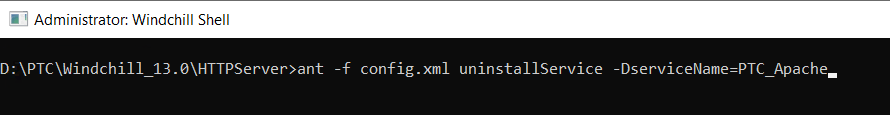 Administrator: Windchill Shell
D:\PTC\Windchill_13.0\HTTPServer>ant -f config.xml uninstallService -DserviceName=PTC_Apache